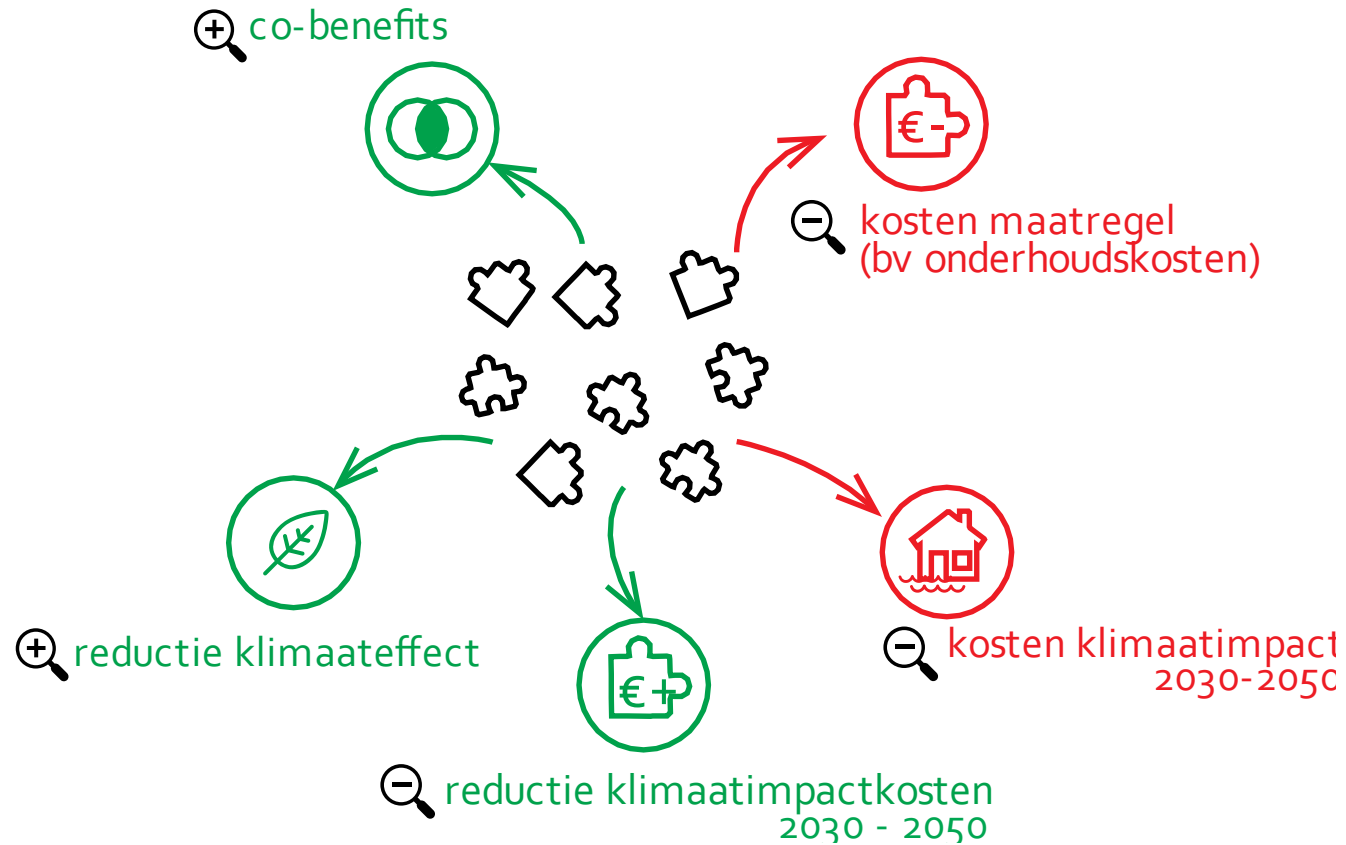 co-benefits
€ -
kosten maatregel
(bv onderhoudskosten)
reductie klimaateffect
kosten klimaatimpact
2030-2050
€ +
reductie klimaatimpactkosten
2030 - 2050